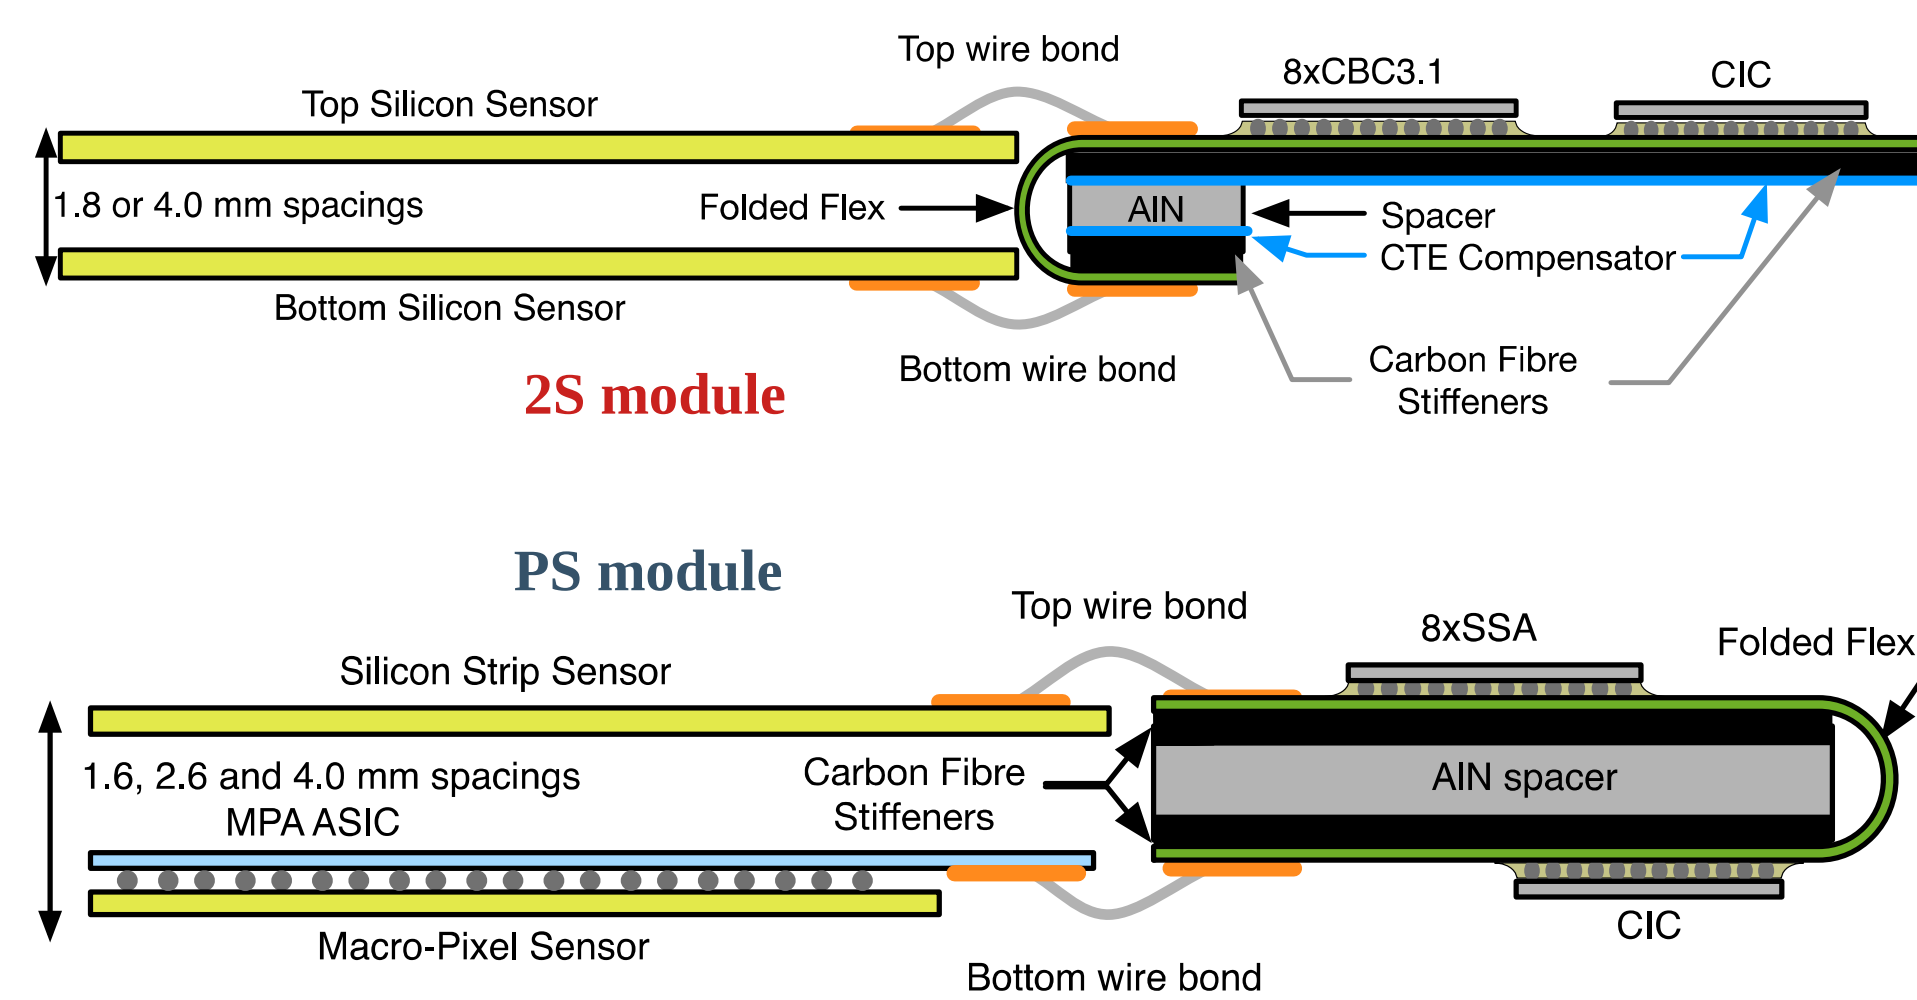 Top wire bond
8xCBC3.1
CIC
Top Silicon Sensor
1.8 or 4.0 mm spacings
Folded Flex
AlN
Spacer
CTE Compensator
Bottom Silicon Sensor
Bottom wire bond
Carbon Fibre
Stiffeners
2S module
PS module
Top wire bond
8xSSA
Folded Flex
Silicon Strip Sensor
1.6, 2.6 and 4.0 mm spacings
MPA ASIC
Carbon Fibre
Stiffeners
AlN spacer
Macro-Pixel Sensor
CIC
Bottom wire bond